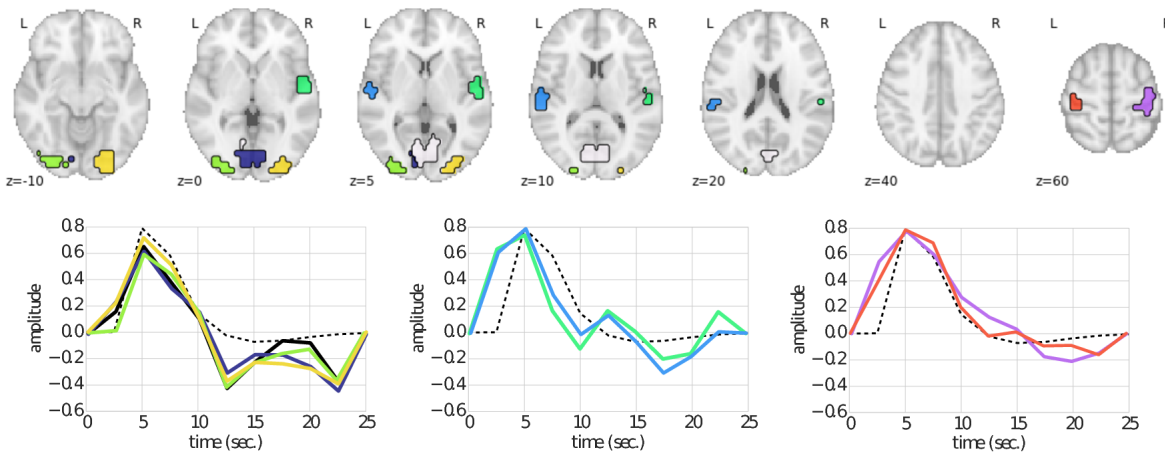 L R L R L R L R L R L R L R
z=-10 z=0 z=5 z=10 z=20 z=40 z=60
0.8 0.8 0.8
0.6 0.6 0.6
0.4 0.4 0.4
0.2 0.2 0.2
0.0 0.0 0.0
−0.2 −0.2 −0.2
−0.4 −0.4 −0.4
−0.6 −0.6 −0.6
amplitude amplitude amplitude
0 5 10 15 20 25 0 5 10 15 20 25 0 5 10 15 20 25
time (sec.) time (sec.) time (sec.)